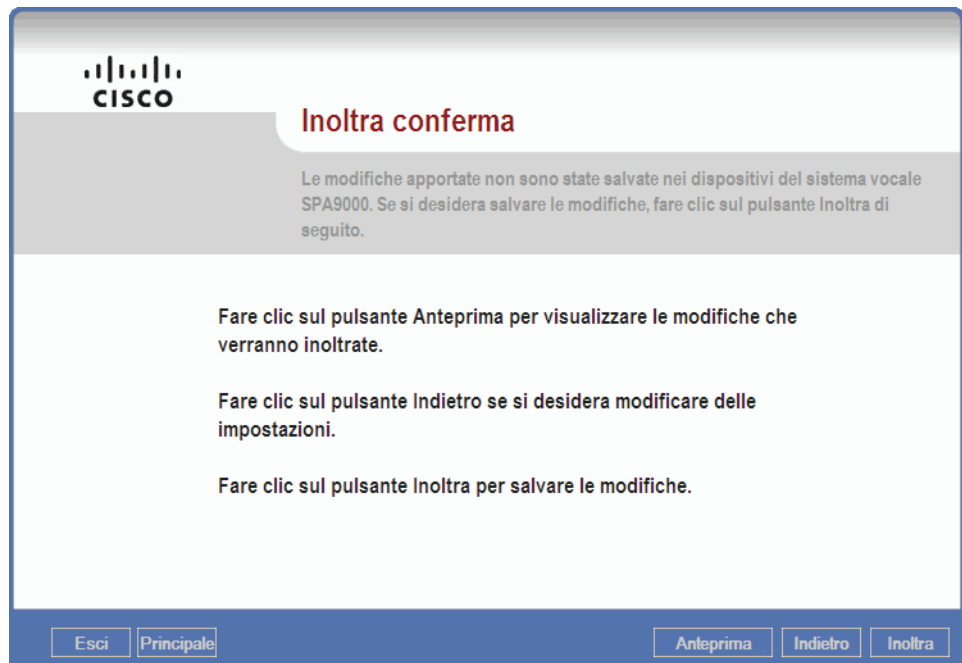 CISCO
Inoltra conferma
Le modifiche apportate non sono state salvate nei dispositivi del sistema vocale
SPA9000. Se si desidera salvare le modifiche, fare clic sul pulsante Inoltra di
seguito.
Fare clic sul pulsante Anteprima per visualizzare le modifiche che
verranno inoltrate.
Fare clic sul pulsante Indietro se si desidera modificare delle
impostazioni.
Fare clic sul pulsante Inoltra per salvare le modifiche.
Esci Principale Anteprima Indietro Inoltra